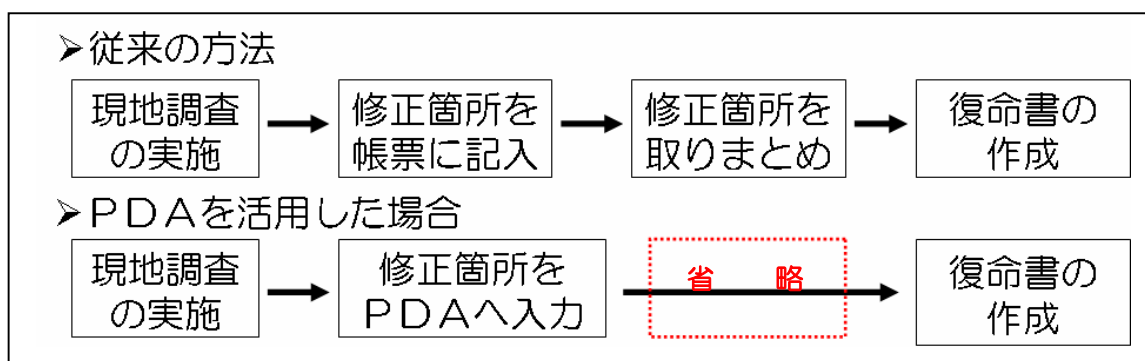 ➢従来の方法
現地調査
の実施
修正箇所を
帳票に記入
修正箇所を
取りまとめ
復命書の
作成
➢ＰＤＡを活用した場合
現地調査
の実施
修正箇所を
ＰＤＡへ入力
省　略
復命書の
作成